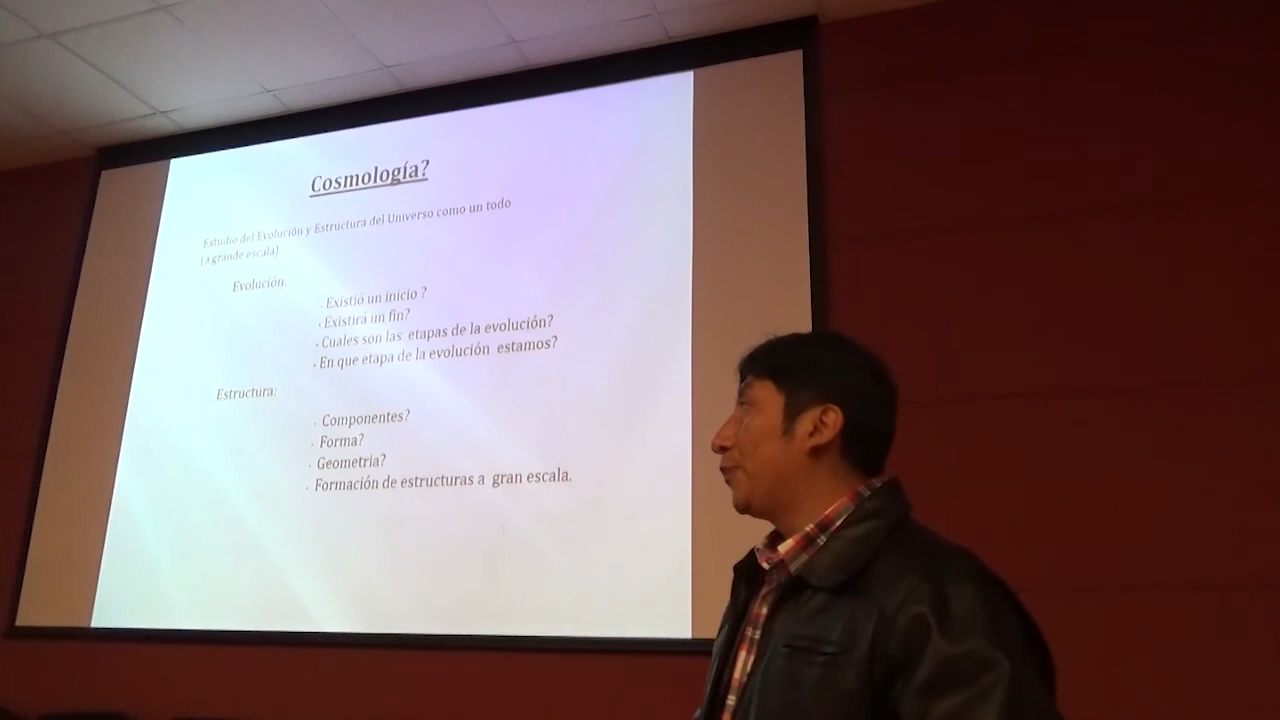 Cosmología?
Estudio del Evolución y Estructura del Universo como un todo
(a grande escala)
Evolución:
. Existió un inicio ?
. Existirá un fin?
. Cuales son las etapas de la evolución?
. En que etapa de la evolución estamos?
Estructura:
. Componentes?
. Forma?
. Geometria?
. Formación de estructuras a gran escala.